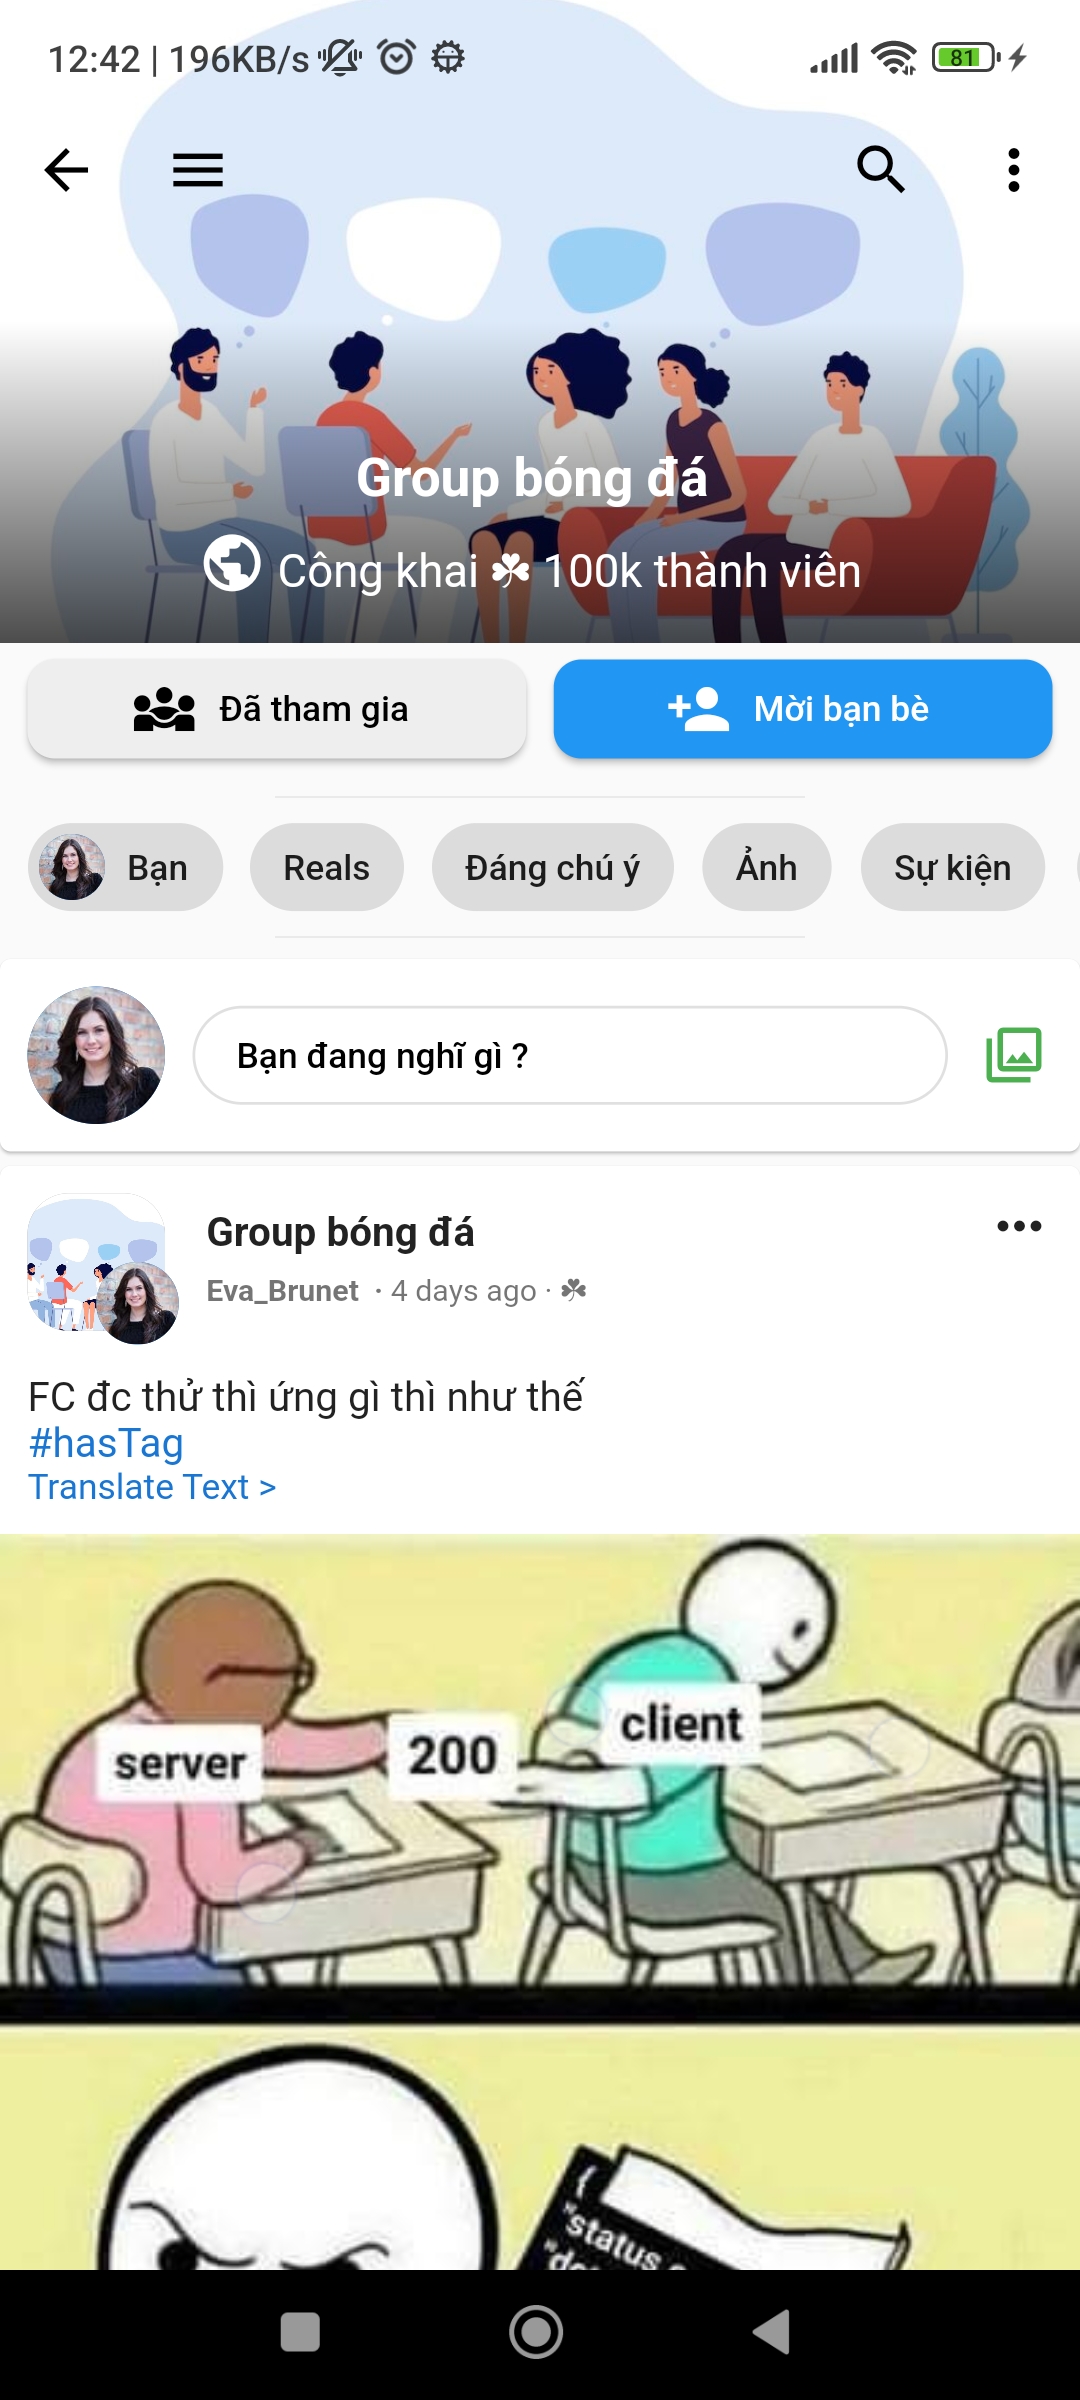 12:42 | 196KB/s
81
Group bóng đá
Công khai ☘ 100k thành viên
Đã tham gia
Mời bạn bè
Bạn
Reals
Đáng chú ý
Ảnh
Sự kiện
Bạn đang nghĩ gì ?
Group bóng đá
Eva_Brunet · 4 days ago · ☘
FC đc thử thì ứng gì thì như thế
#hasTag
Translate Text >
client
server
200
{
"status